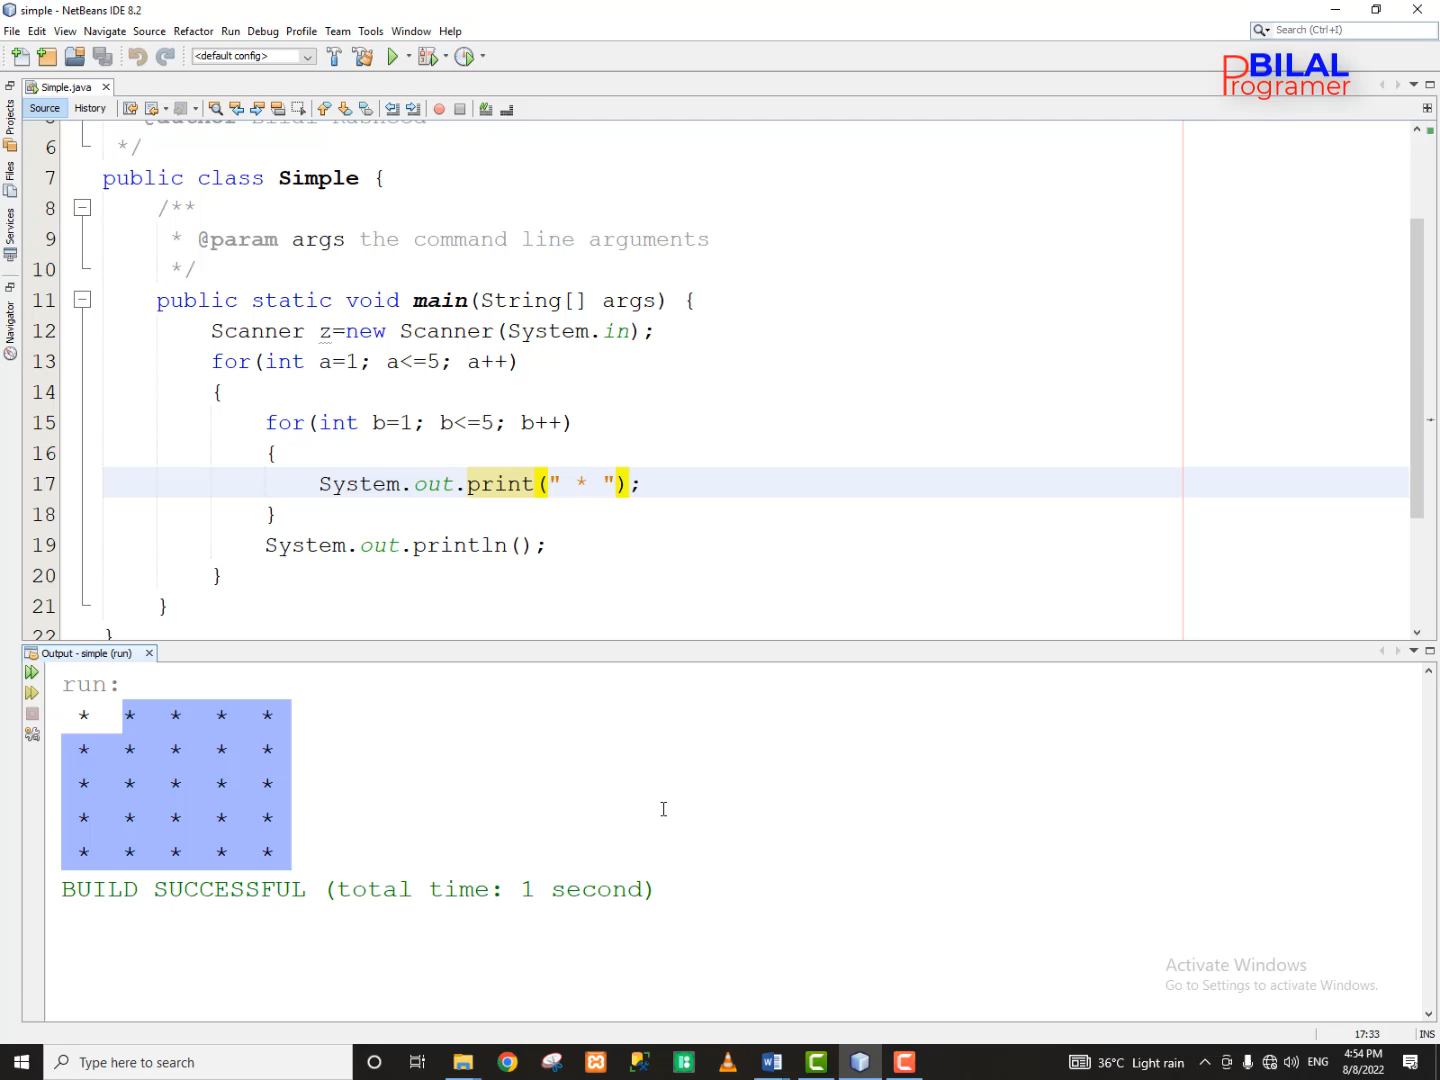 simple - NetBeans IDE 8.2
File Edit View Navigate Source Refactor Run Debug Profile Team Tools Window Help
Search (Ctrl+I)
<default config>
BILAL
Programer
Simple.java
Source History
Projects
Files
Services
Navigator
6 */
7 public class Simple {
8 /**
9 * @param args the command line arguments
10 */
11 public static void main(String[] args) {
12 Scanner z=new Scanner(System.in);
13 for(int a=1; a<=5; a++)
14 {
15 for(int b=1; b<=5; b++)
16 {
17 System.out.print(" * ");
18 }
19 System.out.println();
20 }
21 }
22 }
Output - simple (run)
run:
* * * * *
* * * * *
* * * * *
* * * * *
* * * * *
BUILD SUCCESSFUL (total time: 1 second)
Activate Windows
Go to Settings to activate Windows.
17:33 INS
Type here to search
36°C Light rain
ENG
4:54 PM
8/8/2022